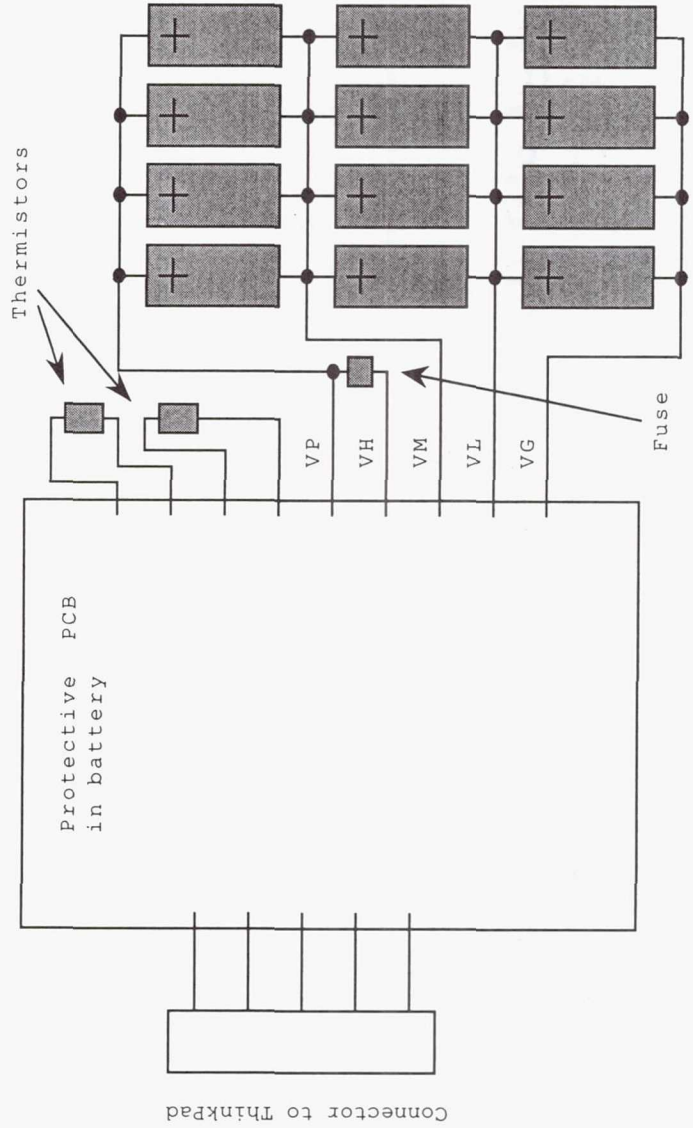 Thermistors
Protective PCB
in battery
VP
VH
VM
VL
VG
Fuse
Connector to ThinkPad
+
+
+
+
+
+
+
+
+
+
+
+